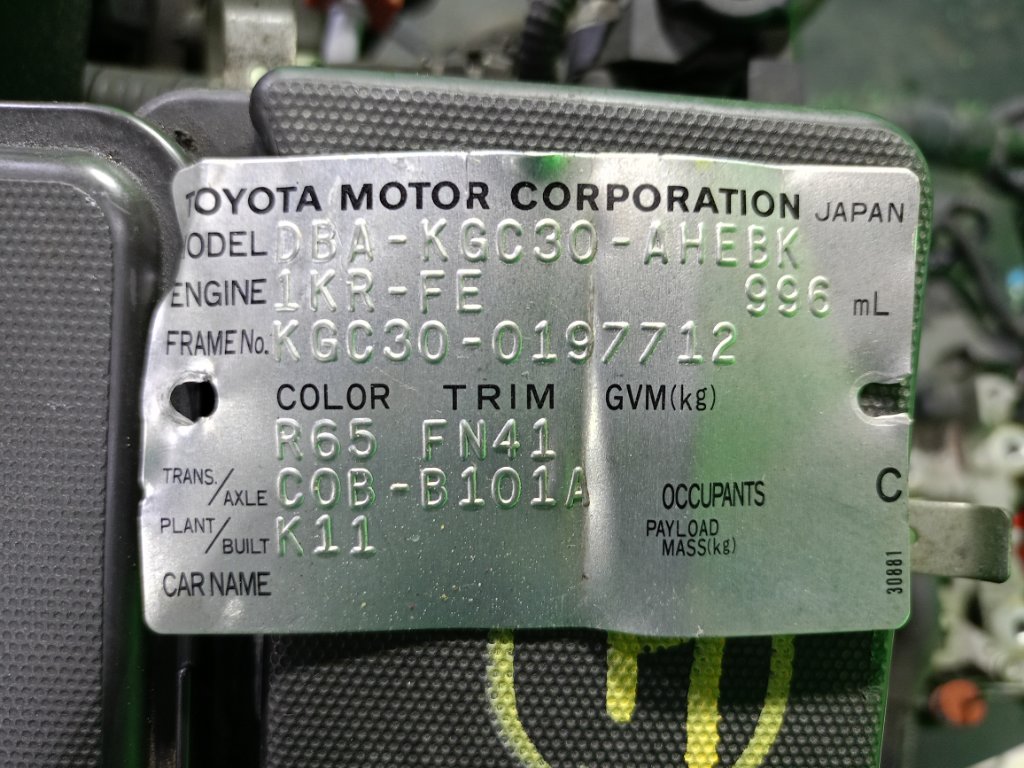 TOYOTA MOTOR CORPORATION JAPAN
MODEL DBA-KGC30-AHEBK
ENGINE 1KR-FE 996 mL
FRAME No. KGC30-0197712
COLOR TRIM GVM(kg)
R65 FN41
TRANS./AXLE C0B-B101A OCCUPANTS C
PLANT/BUILT K11 PAYLOAD MASS(kg)
CAR NAME
30881